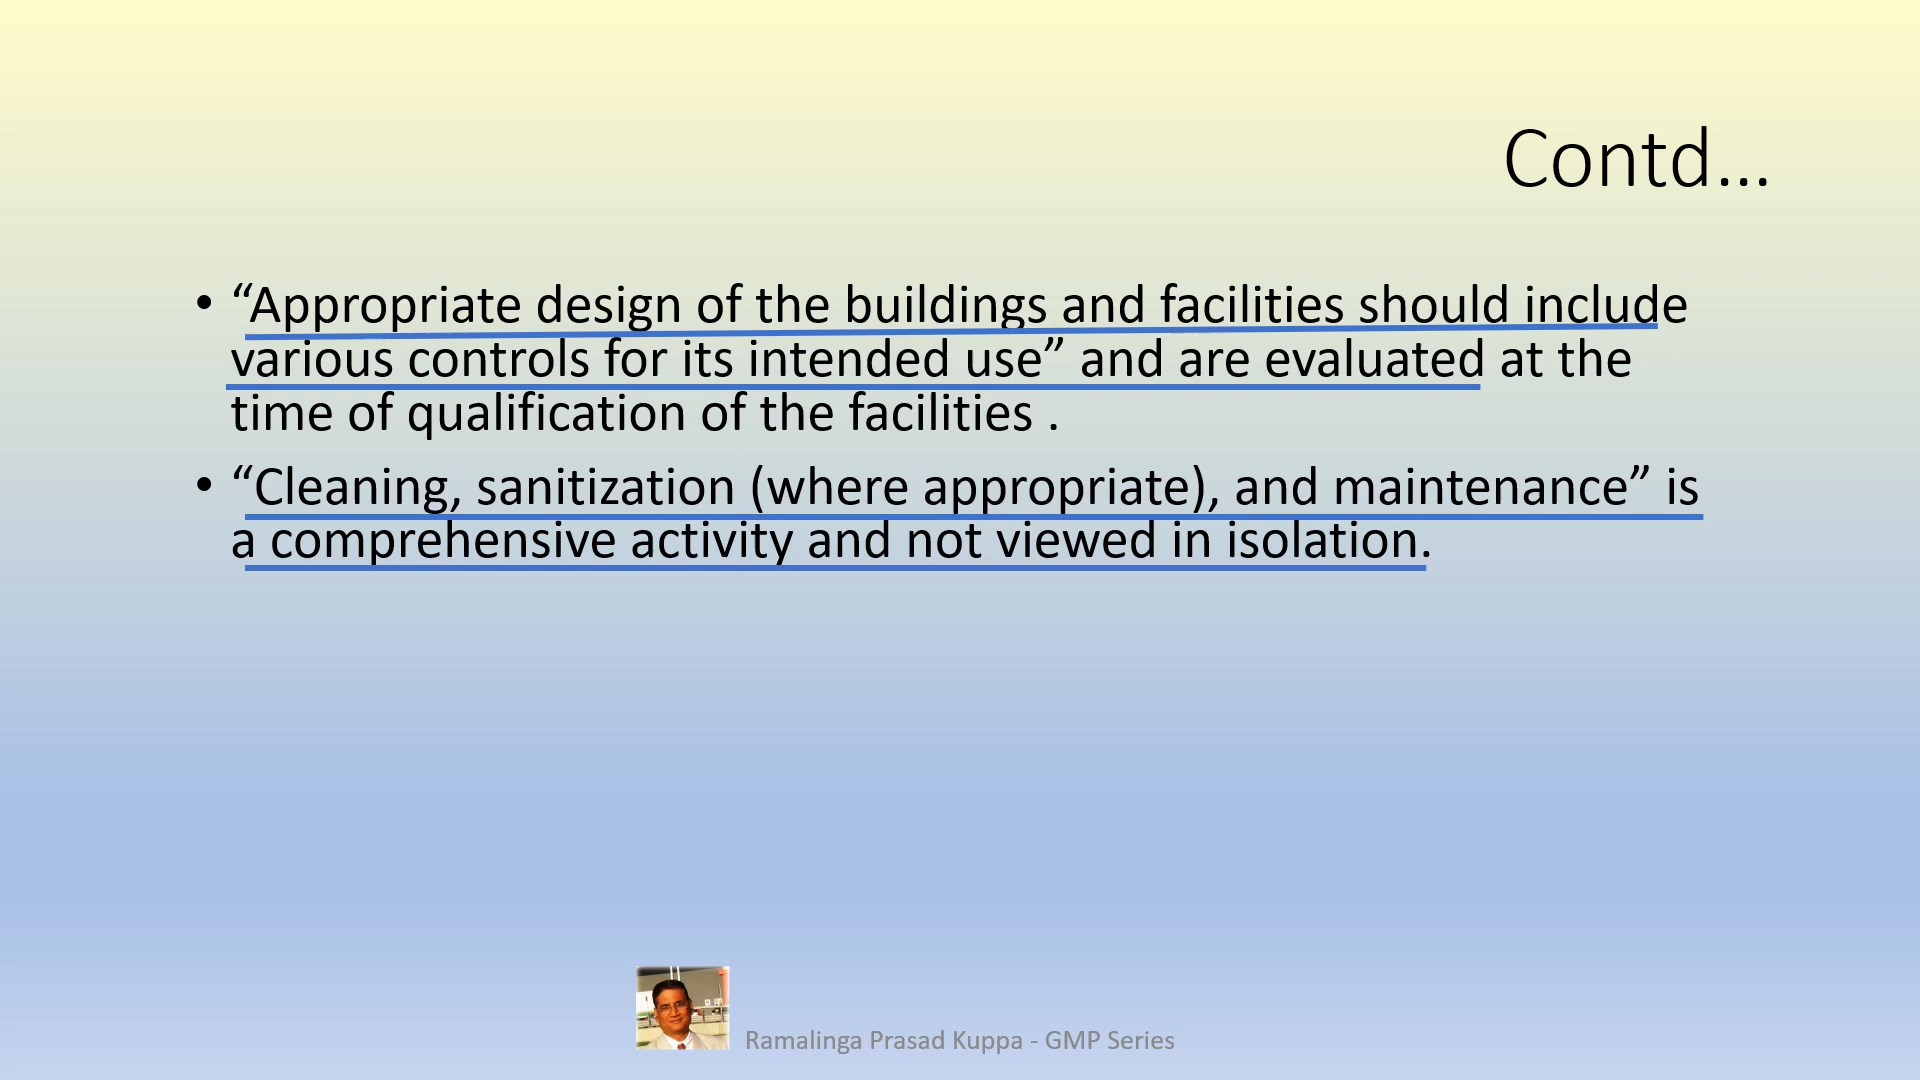 Contd...
• “Appropriate design of the buildings and facilities should include
various controls for its intended use” and are evaluated at the
time of qualification of the facilities .
• “Cleaning, sanitization (where appropriate), and maintenance” is
a comprehensive activity and not viewed in isolation.
Ramalinga Prasad Kuppa - GMP Series